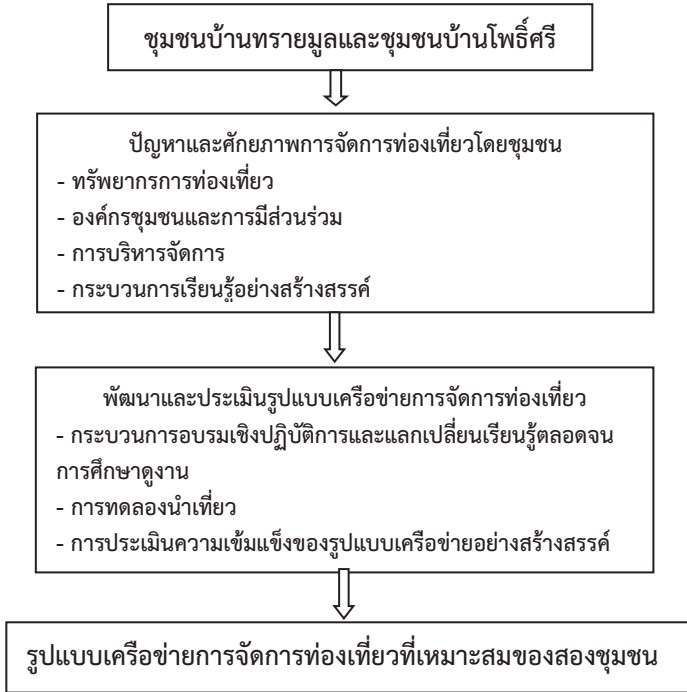 ชุมชนบ้านทรายมูลและชุมชนบ้านโพธิ์ศรี
ปัญหาและศักยภาพการจัดการท่องเที่ยวโดยชุมชน
- ทรัพยากรการท่องเที่ยว
- องค์กรชุมชนและการมีส่วนร่วม
- การบริหารจัดการ
- กระบวนการเรียนรู้อย่างสร้างสรรค์
พัฒนาและประเมินรูปแบบเครือข่ายการจัดการท่องเที่ยว
- กระบวนการอบรมเชิงปฏิบัติการและแลกเปลี่ยนเรียนรู้ตลอดจน
การศึกษาดูงาน
- การทดลองนำเที่ยว
- การประเมินความเข้มแข็งของรูปแบบเครือข่ายอย่างสร้างสรรค์
รูปแบบเครือข่ายการจัดการท่องเที่ยวที่เหมาะสมของสองชุมชน